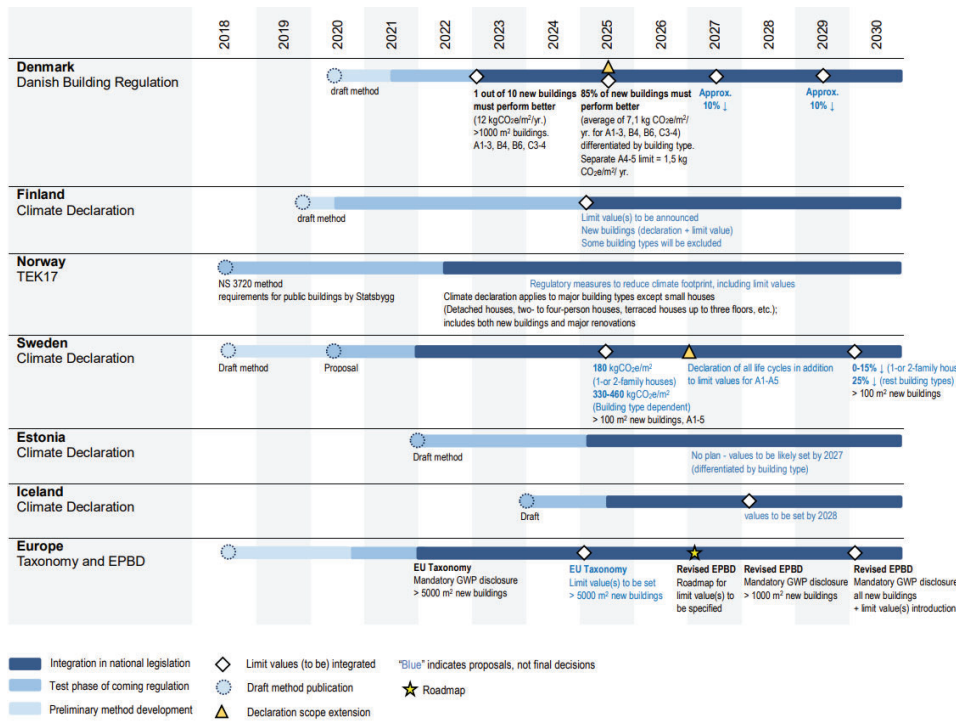 2018 2019 2020 2021 2022 2023 2024 2025 2026 2027 2028 2029 2030
Denmark
Danish Building Regulation
draft method
1 out of 10 new buildings
must perform better
(12 kgCO₂e/m²/yr.)
>1000 m² buildings.
A1-3, B4, B6, C3-4
85% of new buildings must
perform better
(average of 7,1 kg CO₂e/m²/
yr. for A1-3, B4, B6, C3-4)
differentiated by building type.
Separate A4-5 limit = 1,5 kg
CO₂e/m²/ yr.
Approx.
10% ↓
Approx.
10% ↓
Finland
Climate Declaration
draft method
Limit value(s) to be announced
New buildings (declaration + limit value)
Some building types will be excluded
Norway
TEK17
NS 3720 method
requirements for public buildings by Statsbygg
Regulatory measures to reduce climate footprint, including limit values
Climate declaration applies to major building types except small houses
(Detached houses, two- to four-person houses, terraced houses up to three floors, etc.);
includes both new buildings and major renovations
Sweden
Climate Declaration
Draft method
Proposal
180 kgCO₂e/m²
(1-or 2-family houses)
330-460 kgCO₂e/m²
(Building type dependent)
> 100 m² new buildings, A1-5
Declaration of all life cycles in addition
to limit values for A1-A5
0-15% ↓ (1-or 2-family hous
25% ↓ (rest building types)
> 100 m² new buildings
Estonia
Climate Declaration
Draft method
No plan - values to be likely set by 2027
(differentiated by building type)
Iceland
Climate Declaration
Draft
values to be set by 2028
Europe
Taxonomy and EPBD
EU Taxonomy
Mandatory GWP disclosure
> 5000 m² new buildings
EU Taxonomy
Limit value(s) to be set
> 5000 m² new buildings
Revised EPBD
Roadmap for
limit value(s) to
be specified
Revised EPBD
Mandatory GWP disclosure
> 1000 m² new buildings
Revised EPBD
Mandatory GWP disclosure
all new buildings
+ limit value(s) introduction
Integration in national legislation
Test phase of coming regulation
Preliminary method development
Limit values (to be) integrated
Draft method publication
Declaration scope extension
"Blue" indicates proposals, not final decisions
Roadmap